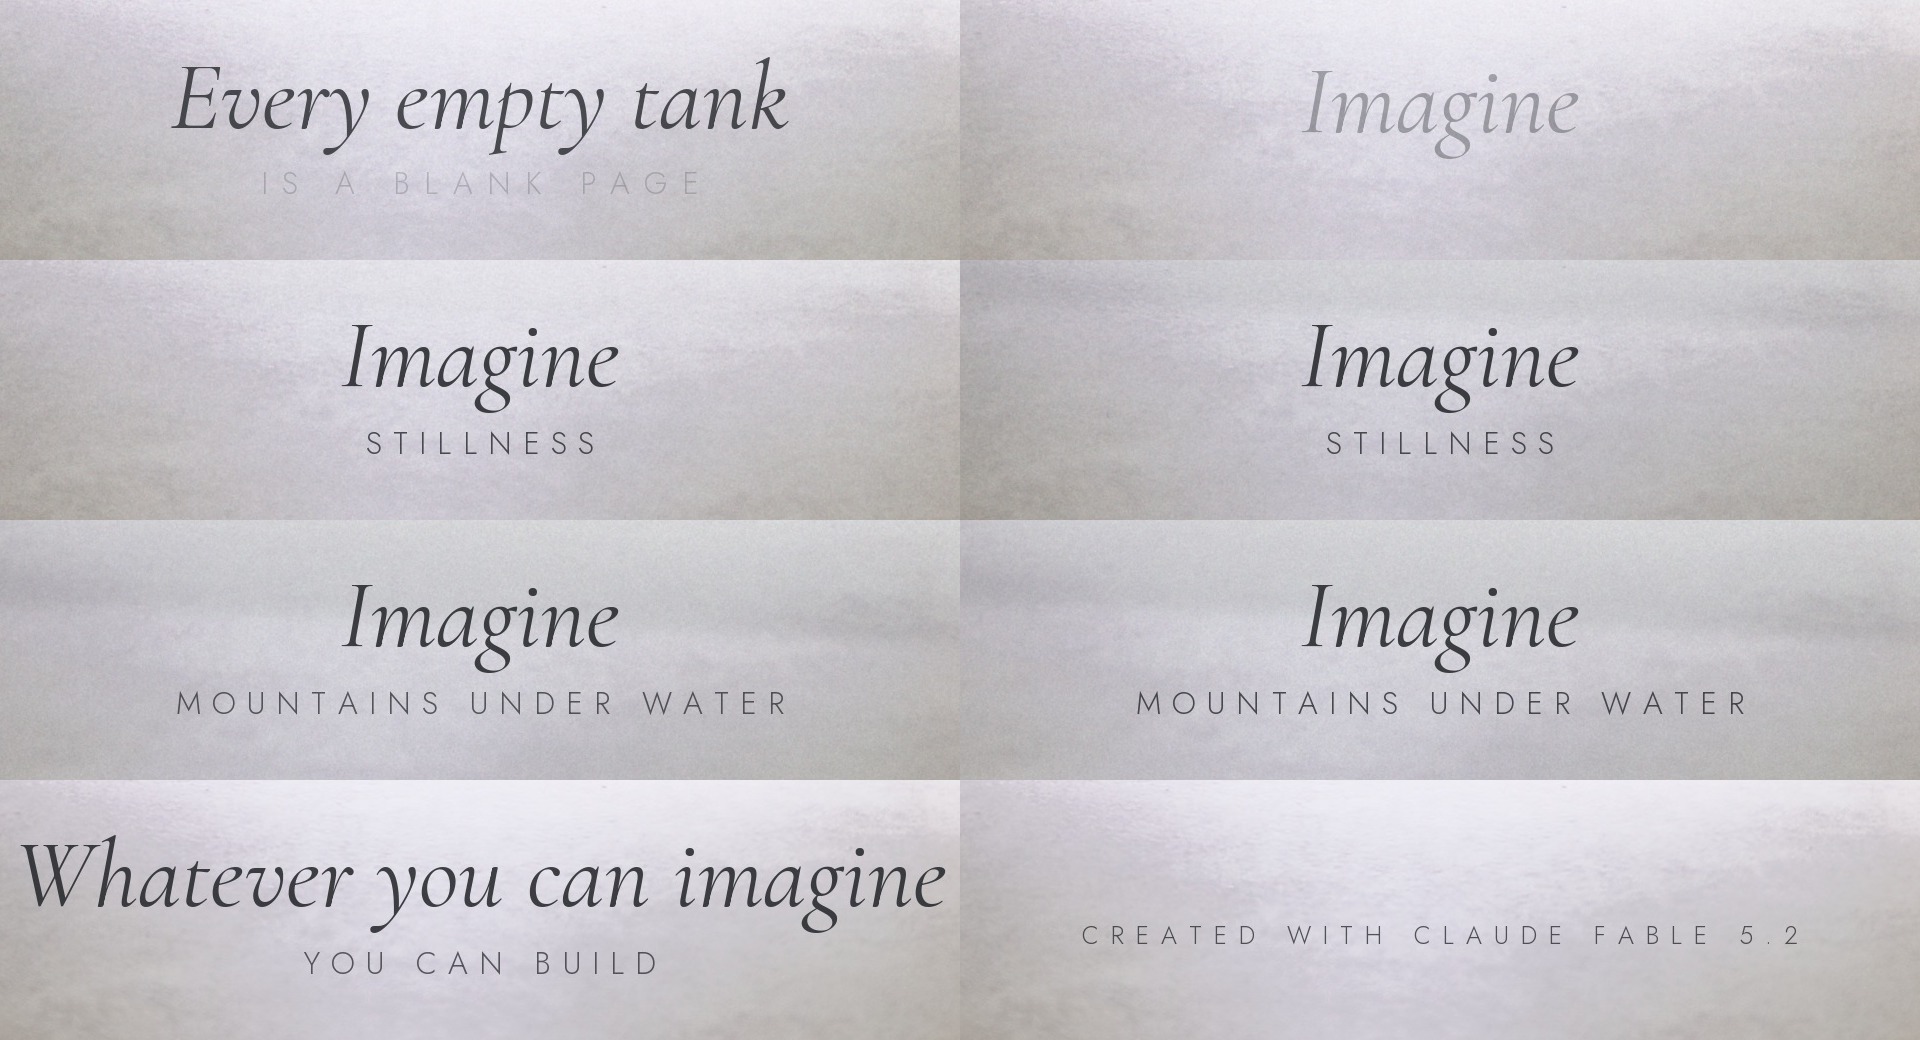 Every empty tank
IS A BLANK PAGE
Imagine
Imagine
STILLNESS
Imagine
STILLNESS
Imagine
MOUNTAINS UNDER WATER
Imagine
MOUNTAINS UNDER WATER
Whatever you can imagine
YOU CAN BUILD
CREATED WITH CLAUDE FABLE 5.2